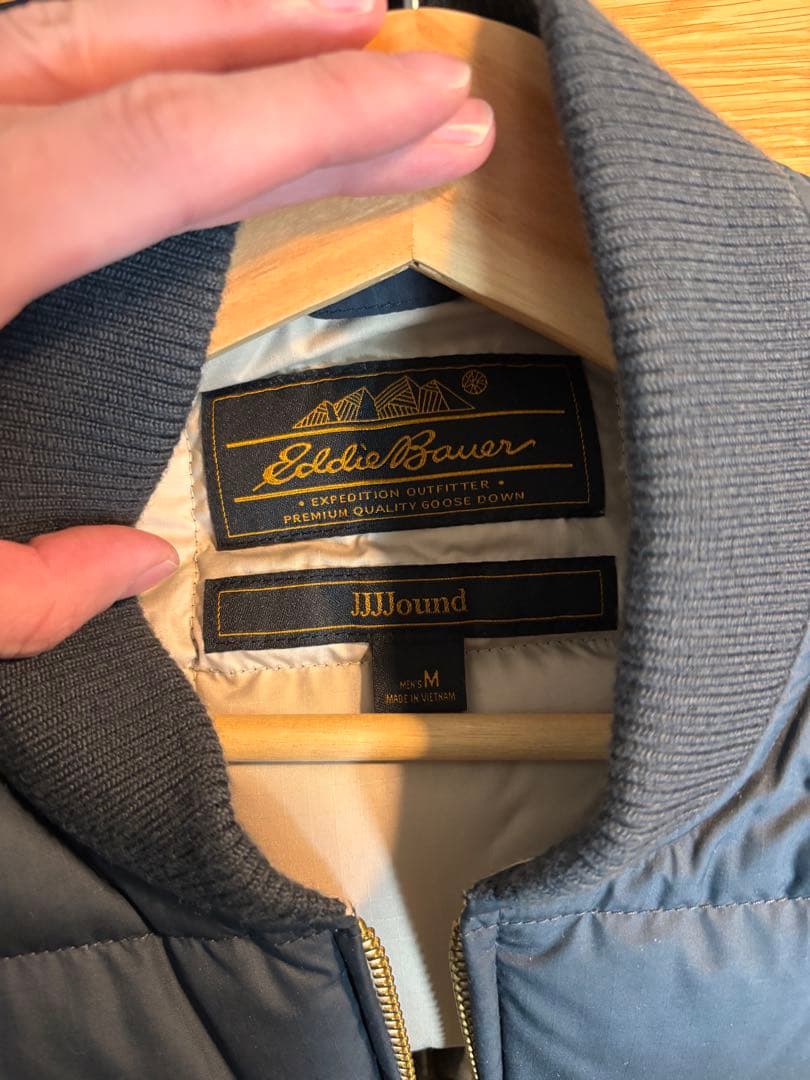 Eddie Bauer
• EXPEDITION OUTFITTER •
PREMIUM QUALITY GOOSE DOWN
JJJJound
MEN'S M
MADE IN VIETNAM